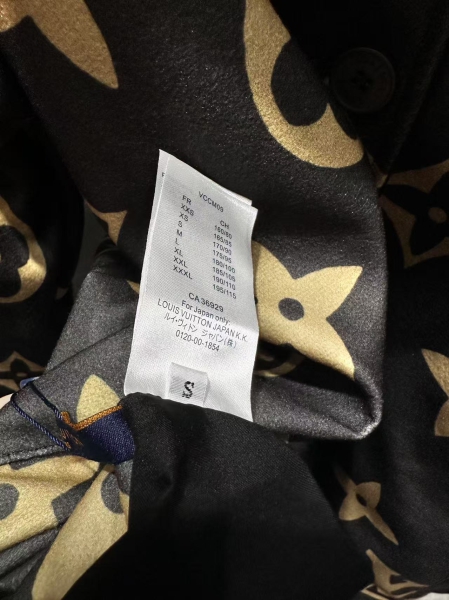 VCCM09
FR CH
XXS 160/80
XS 165/85
S 170/90
M 175/95
L 180/100
XL 185/105
XXL 190/110
XXXL 195/115
CA 36929
For Japan only:
LOUIS VUITTON JAPAN K.K.
ルイ・ヴィトン ジャパン(株)
0120-00-1854
S